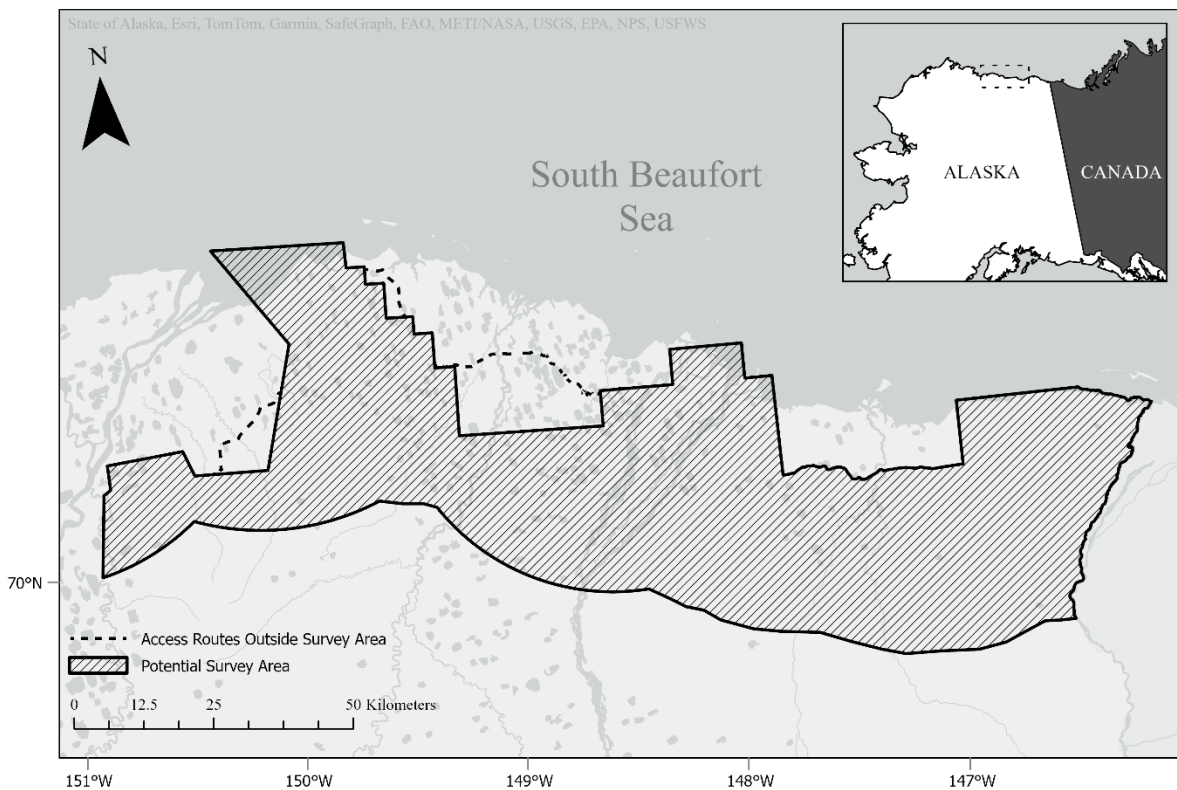 State of Alaska, Esri, TomTom, Garmin, SafeGraph, FAO, METI/NASA, USGS, EPA, NPS, USFWS
N
ALASKA
CANADA
South Beaufort
Sea
70°N
Access Routes Outside Survey Area
Potential Survey Area
0 12.5 25 50 Kilometers
151°W 150°W 149°W 148°W 147°W